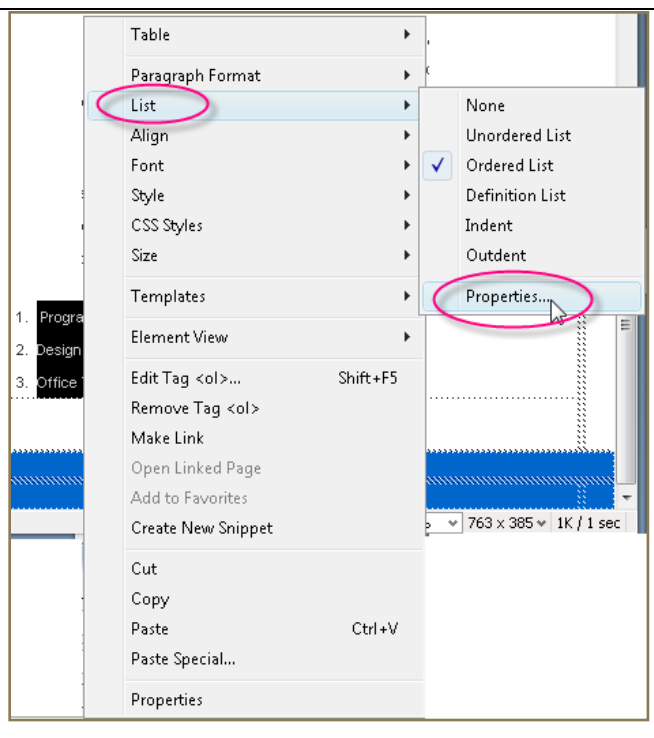 Table
Paragraph Format
List
Align
Font
Style
CSS Styles
Size
Templates
Element View
Edit Tag <ol>... Shift+F5
Remove Tag <ol>
Make Link
Open Linked Page
Add to Favorites
Create New Snippet
Cut
Copy
Paste Ctrl+V
Paste Special...
Properties
None
Unordered List
Ordered List
Definition List
Indent
Outdent
Properties...
1. Progra
2. Design
3. Office
763 x 385 1K / 1 sec